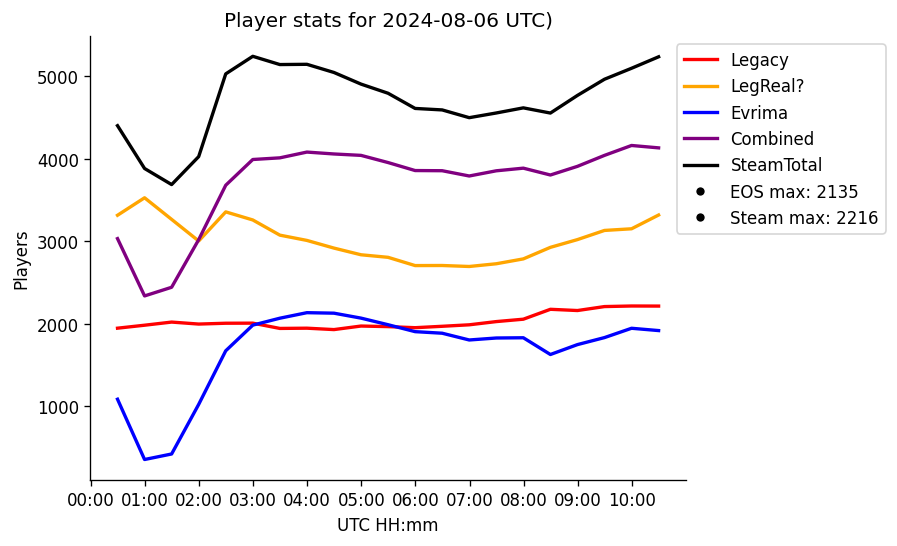 Player stats for 2024-08-06 UTC)
Players
5000
4000
3000
2000
1000
00:00 01:00 02:00 03:00 04:00 05:00 06:00 07:00 08:00 09:00 10:00
UTC HH:mm
Legacy
LegReal?
Evrima
Combined
SteamTotal
EOS max: 2135
Steam max: 2216